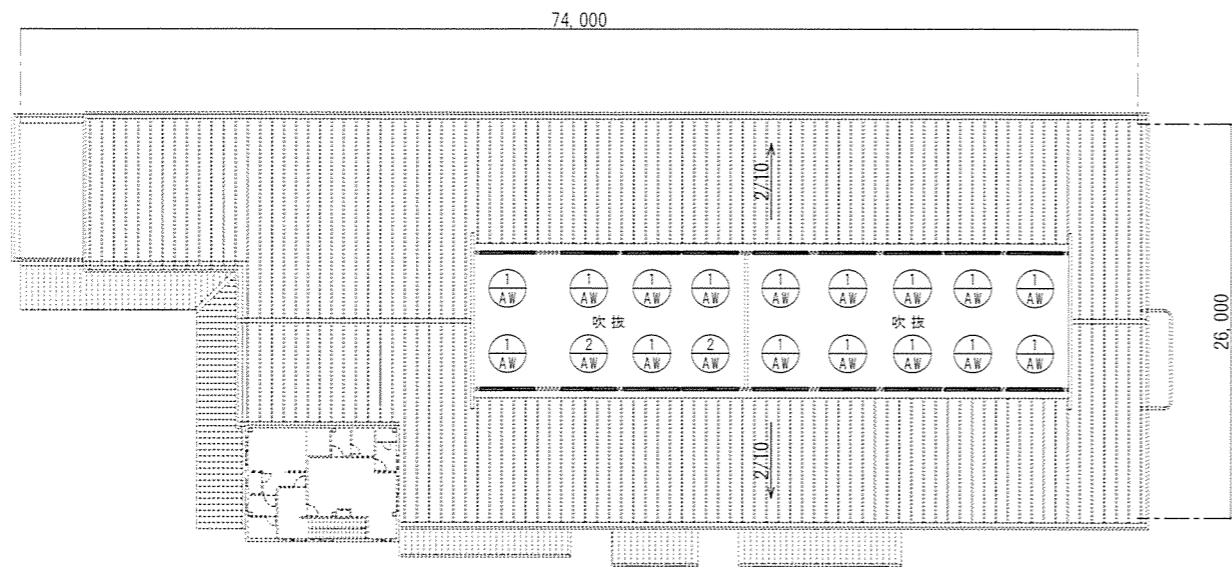 74,000
2/10
1 1 1 1 1 1 1 1 1
AW AW AW AW AW AW AW AW AW
吹抜 吹抜
1 2 1 2 1 1 1 1 1
AW AW AW AW AW AW AW AW AW
26,000
2/10